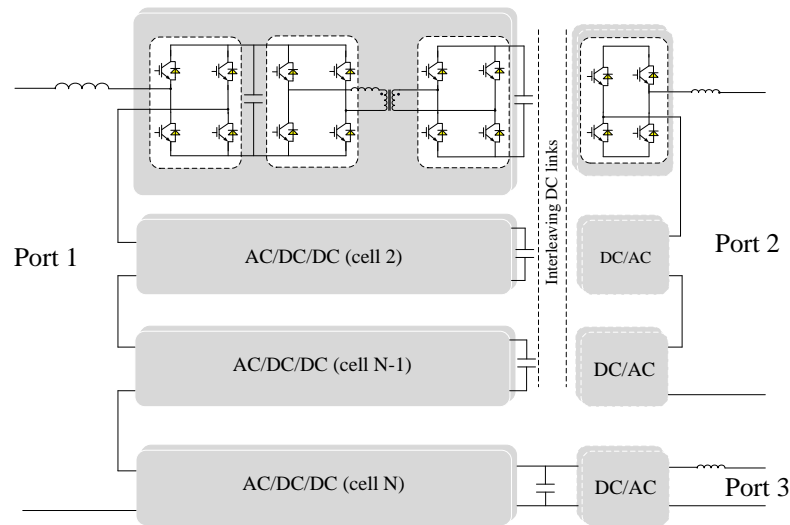 Port 1
AC/DC/DC (cell 2)
AC/DC/DC (cell N-1)
AC/DC/DC (cell N)
Interleaving DC links
DC/AC
DC/AC
DC/AC
Port 2
Port 3